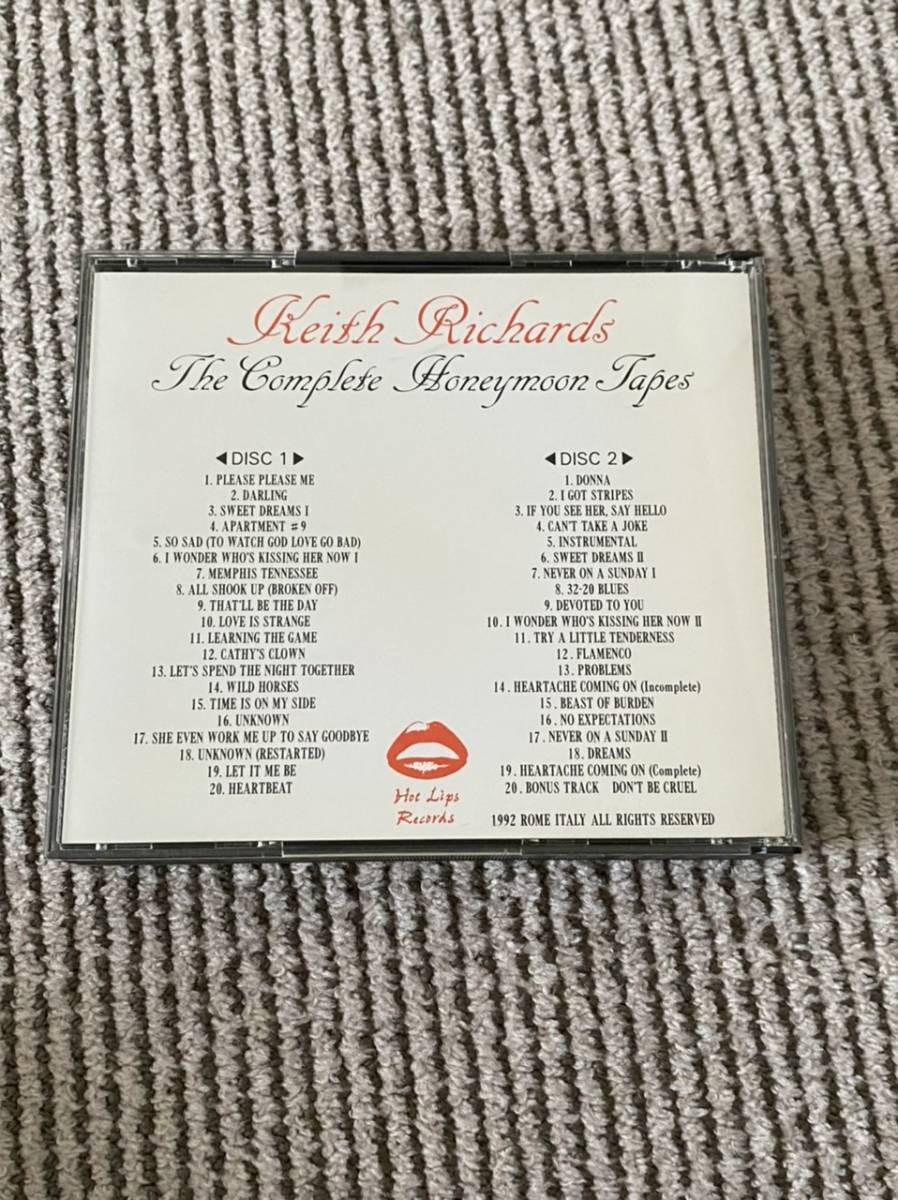 Keith Richards
The Complete Honeymoon Tapes
◀DISC 1▶
1. PLEASE PLEASE ME
2. DARLING
3. SWEET DREAMS I
4. APARTMENT #9
5. SO SAD (TO WATCH GOD LOVE GO BAD)
6. I WONDER WHO'S KISSING HER NOW I
7. MEMPHIS TENNESSEE
8. ALL SHOOK UP (BROKEN OFF)
9. THAT'LL BE THE DAY
10. LOVE IS STRANGE
11. LEARNING THE GAME
12. CATHY'S CLOWN
13. LET'S SPEND THE NIGHT TOGETHER
14. WILD HORSES
15. TIME IS ON MY SIDE
16. UNKNOWN
17. SHE EVEN WORK ME UP TO SAY GOODBYE
18. UNKNOWN (RESTARTED)
19. LET IT ME BE
20. HEARTBEAT
◀DISC 2▶
1. DONNA
2. I GOT STRIPES
3. IF YOU SEE HER, SAY HELLO
4. CAN'T TAKE A JOKE
5. INSTRUMENTAL
6. SWEET DREAMS II
7. NEVER ON A SUNDAY I
8. 32-20 BLUES
9. DEVOTED TO YOU
10. I WONDER WHO'S KISSING HER NOW II
11. TRY A LITTLE TENDERNESS
12. FLAMENCO
13. PROBLEMS
14. HEARTACHE COMING ON (Incomplete)
15. BEAST OF BURDEN
16. NO EXPECTATIONS
17. NEVER ON A SUNDAY II
18. DREAMS
19. HEARTACHE COMING ON (Complete)
20. BONUS TRACK DON'T BE CRUEL
Hot Lips
Records
1992 ROME ITALY ALL RIGHTS RESERVED